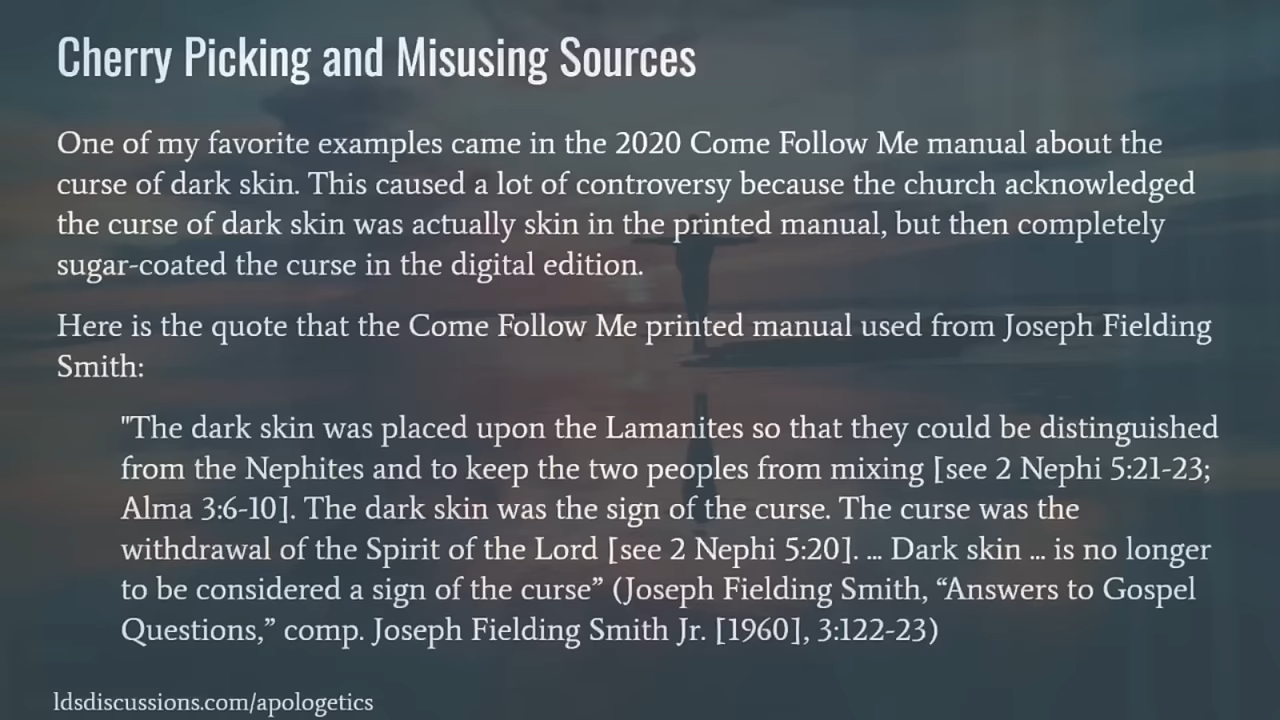 Cherry Picking and Misusing Sources
One of my favorite examples came in the 2020 Come Follow Me manual about the
curse of dark skin. This caused a lot of controversy because the church acknowledged
the curse of dark skin was actually skin in the printed manual, but then completely
sugar-coated the curse in the digital edition.
Here is the quote that the Come Follow Me printed manual used from Joseph Fielding
Smith:
"The dark skin was placed upon the Lamanites so that they could be distinguished
from the Nephites and to keep the two peoples from mixing [see 2 Nephi 5:21-23;
Alma 3:6-10]. The dark skin was the sign of the curse. The curse was the
withdrawal of the Spirit of the Lord [see 2 Nephi 5:20]. … Dark skin … is no longer
to be considered a sign of the curse” (Joseph Fielding Smith, “Answers to Gospel
Questions,” comp. Joseph Fielding Smith Jr. [1960], 3:122-23)
ldsdiscussions.com/apologetics